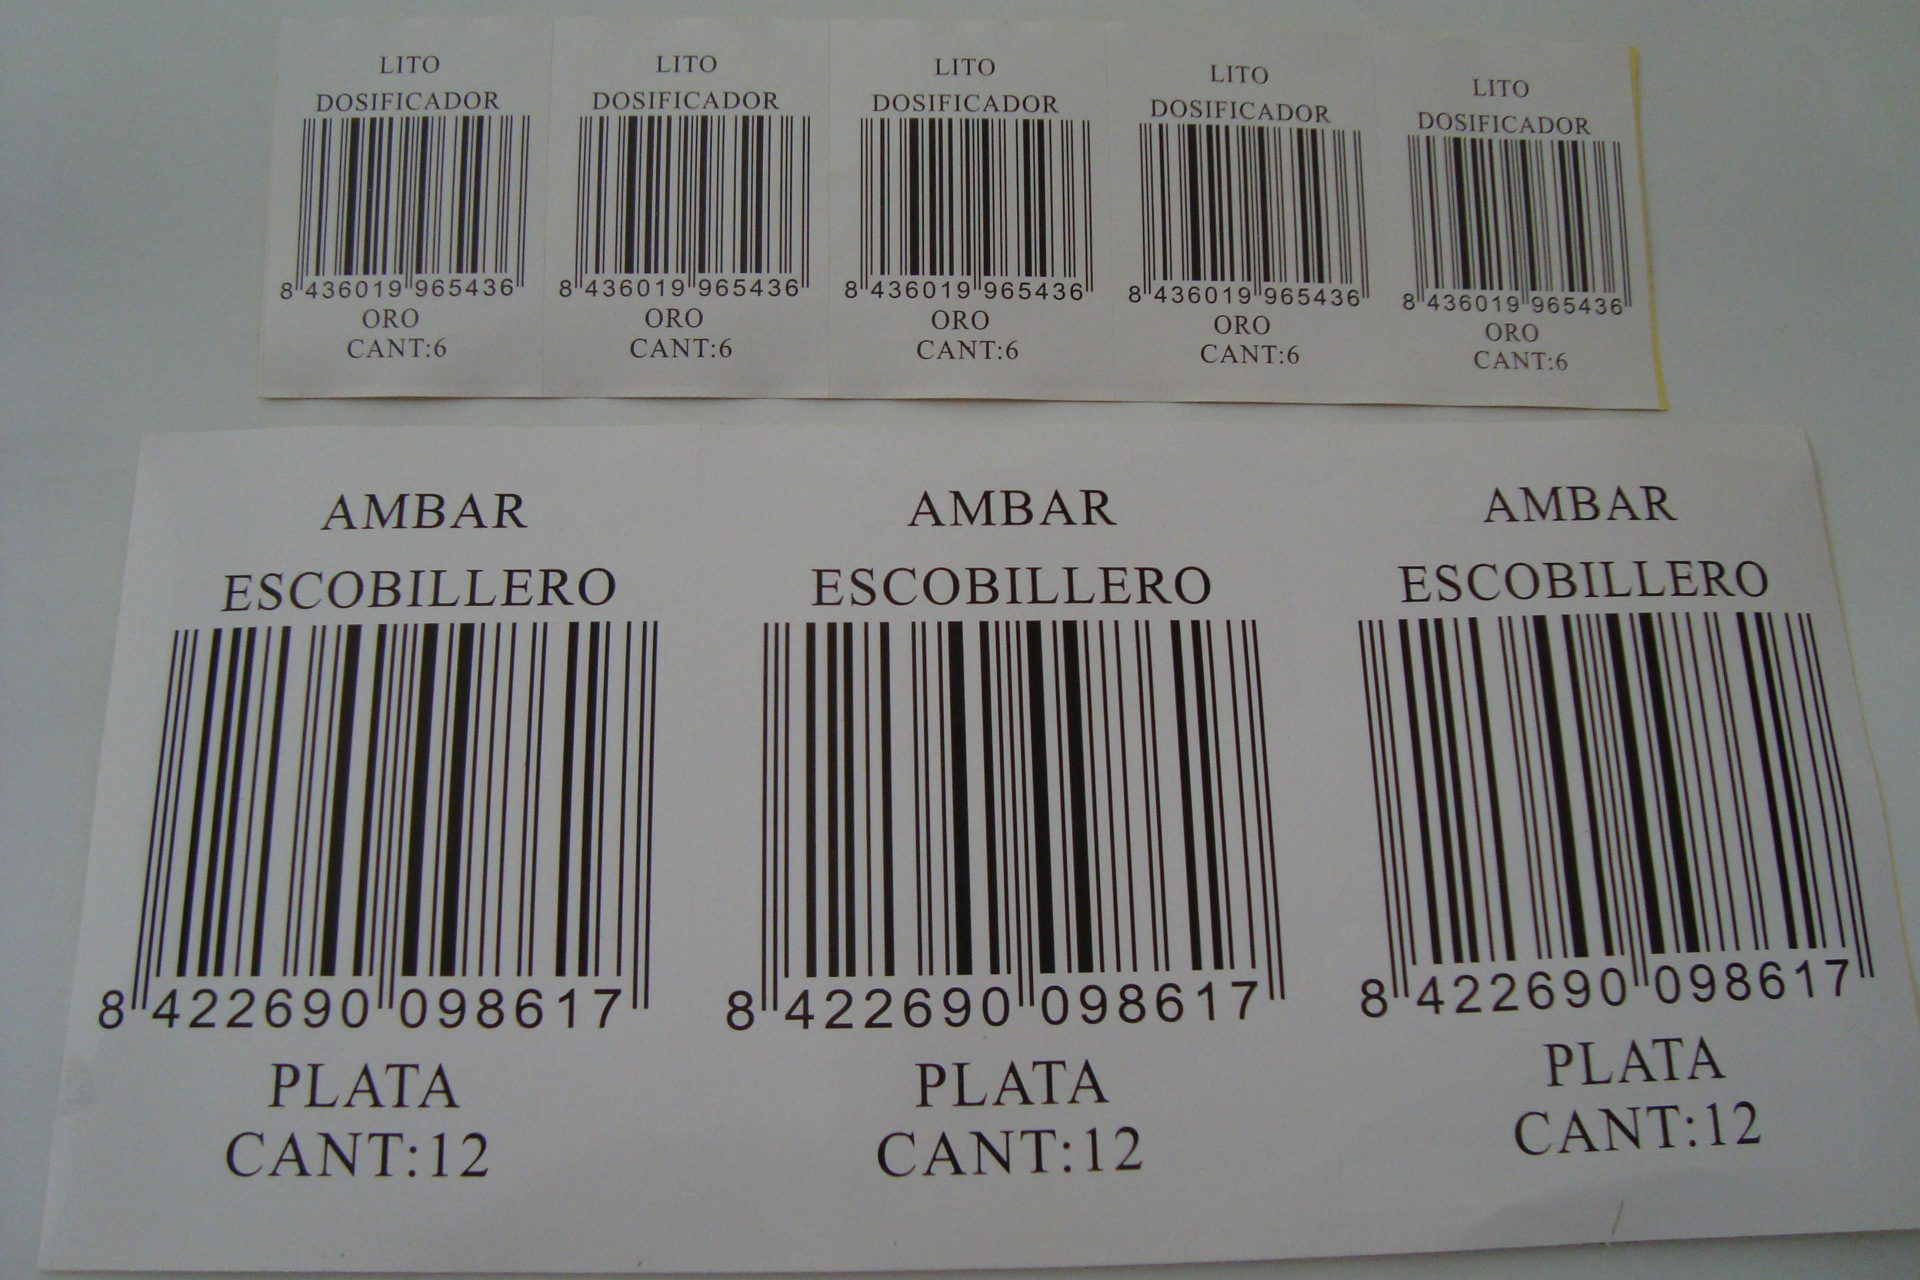 LITO
DOSIFICADOR
8 436019 965436
ORO
CANT:6
LITO
DOSIFICADOR
8 436019 965436
ORO
CANT:6
LITO
DOSIFICADOR
8 436019 965436
ORO
CANT:6
LITO
DOSIFICADOR
8 436019 965436
ORO
CANT:6
LITO
DOSIFICADOR
8 436019 965436
ORO
CANT:6
AMBAR
ESCOBILLERO
8 422690 098617
PLATA
CANT:12
AMBAR
ESCOBILLERO
8 422690 098617
PLATA
CANT:12
AMBAR
ESCOBILLERO
8 422690 098617
PLATA
CANT:12